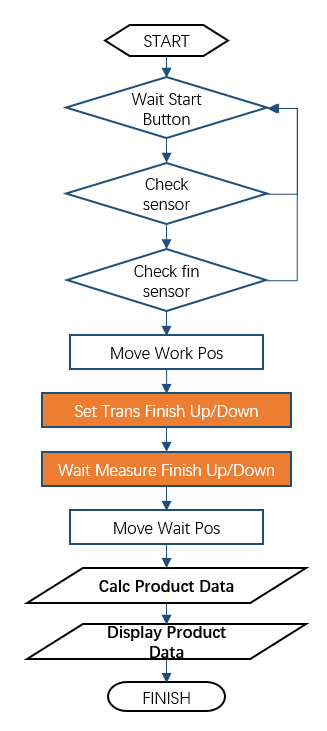 START
Wait Start
Button
Check
sensor
Check fin
sensor
Move Work Pos
Set Trans Finish Up/Down
Wait Measure Finish Up/Down
Move Wait Pos
Calc Product Data
Display Product
Data
FINISH